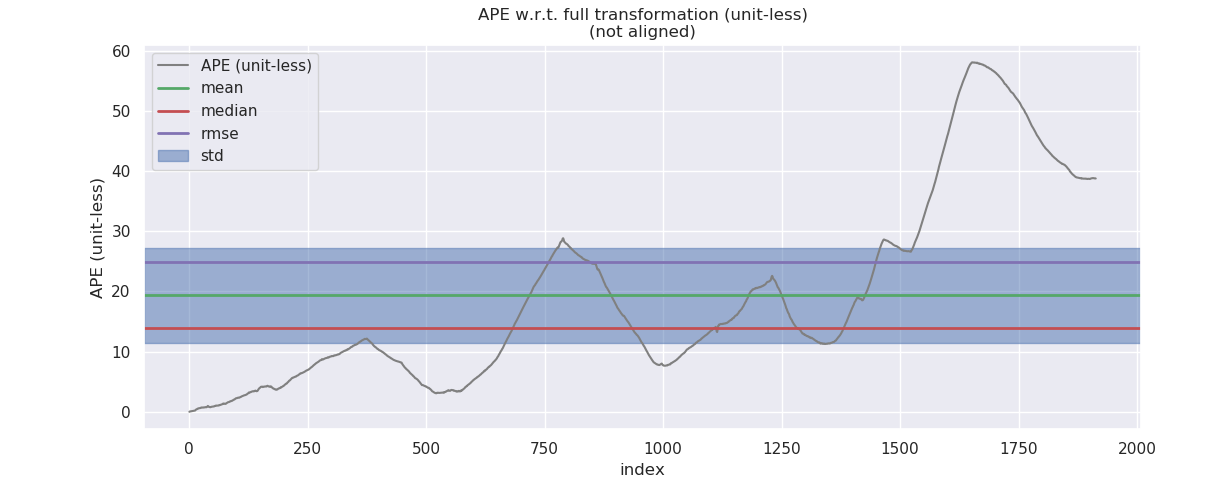 APE w.r.t. full transformation (unit-less)
(not aligned)
APE (unit-less)
60
50
40
30
20
10
0
APE (unit-less)
mean
median
rmse
std
0 250 500 750 1000 1250 1500 1750 2000
index